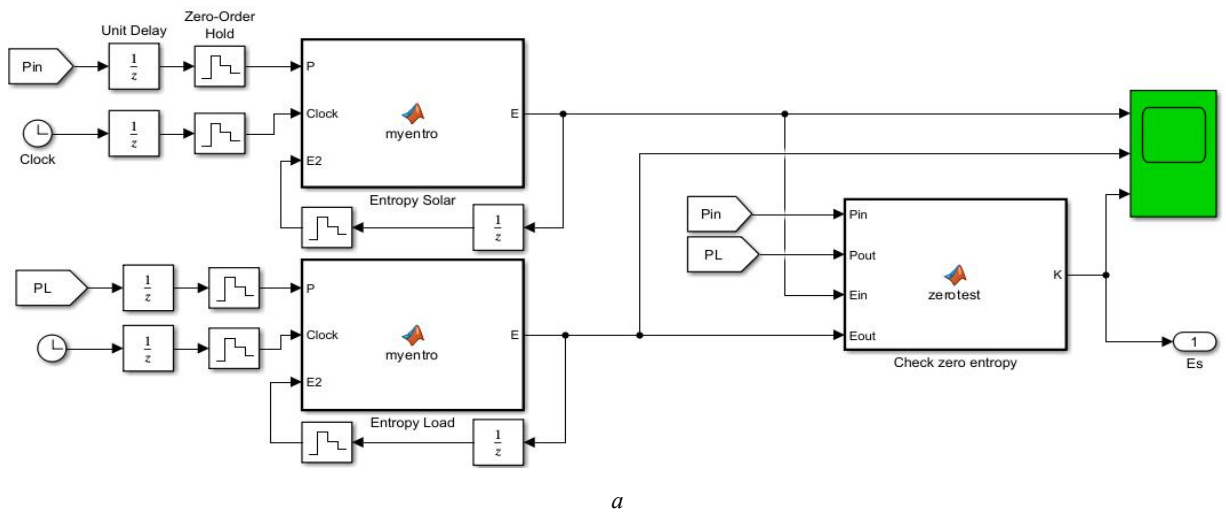 Unit Delay
Zero-Order
Hold
Pin
1
z
P
Clock
1
z
Clock
myentro
E
E2
Entropy Solar
1
z
PL
1
z
P
1
z
Clock
myentro
E
E2
Entropy Load
1
z
Pin
Pin
PL
Pout
zerotest
K
Ein
Eout
Check zero entropy
1
Es
a